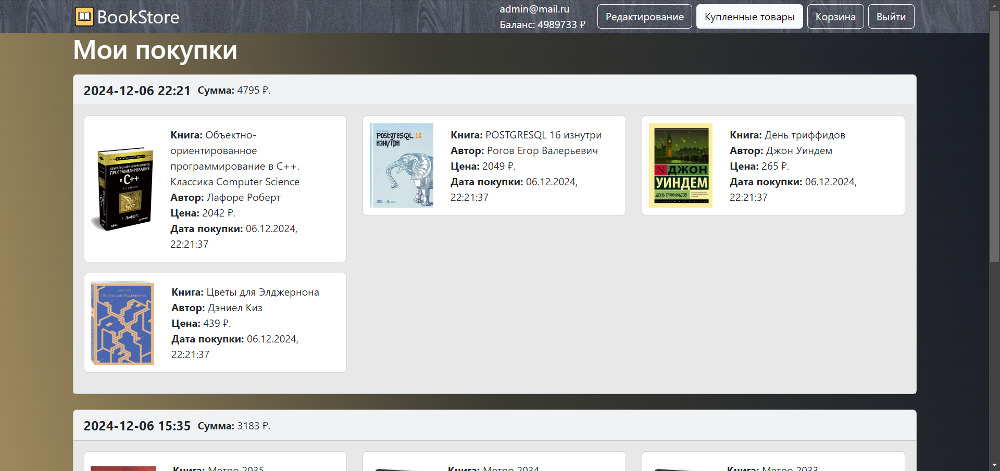 BookStore
admin@mail.ru
Баланс: 4989733 ₽
Редактирование
Купленные товары
Корзина
Выйти
Мои покупки
2024-12-06 22:21 Сумма: 4795 ₽.
ОБЪЕКТНО-ОРИЕНТИРОВАННОЕ
ПРОГРАММИРОВАНИЕ
в C++
Р. ЛАФОРЕ
Книга: Объектно-
ориентированное
программирование в C++.
Классика Computer Science
Автор: Лафоре Роберт
Цена: 2042 ₽.
Дата покупки: 06.12.2024,
22:21:37
PostgreSQL 16
изнутри
Книга: POSTGRESQL 16 изнутри
Автор: Рогов Егор Валерьевич
Цена: 2049 ₽.
Дата покупки: 06.12.2024,
22:21:37
ДЖОН
УИНДЕМ
ДЕНЬ ТРИФФИДОВ
Книга: День триффидов
Автор: Джон Уиндем
Цена: 265 ₽.
Дата покупки: 06.12.2024,
22:21:37
Цветы для Элджернона
Книга: Цветы для Элджернона
Автор: Дэниел Киз
Цена: 439 ₽.
Дата покупки: 06.12.2024,
22:21:37
2024-12-06 15:35 Сумма: 3183 ₽.
Книга: Метро 2035
Книга: Метро 2034
Книга: Метро 2033